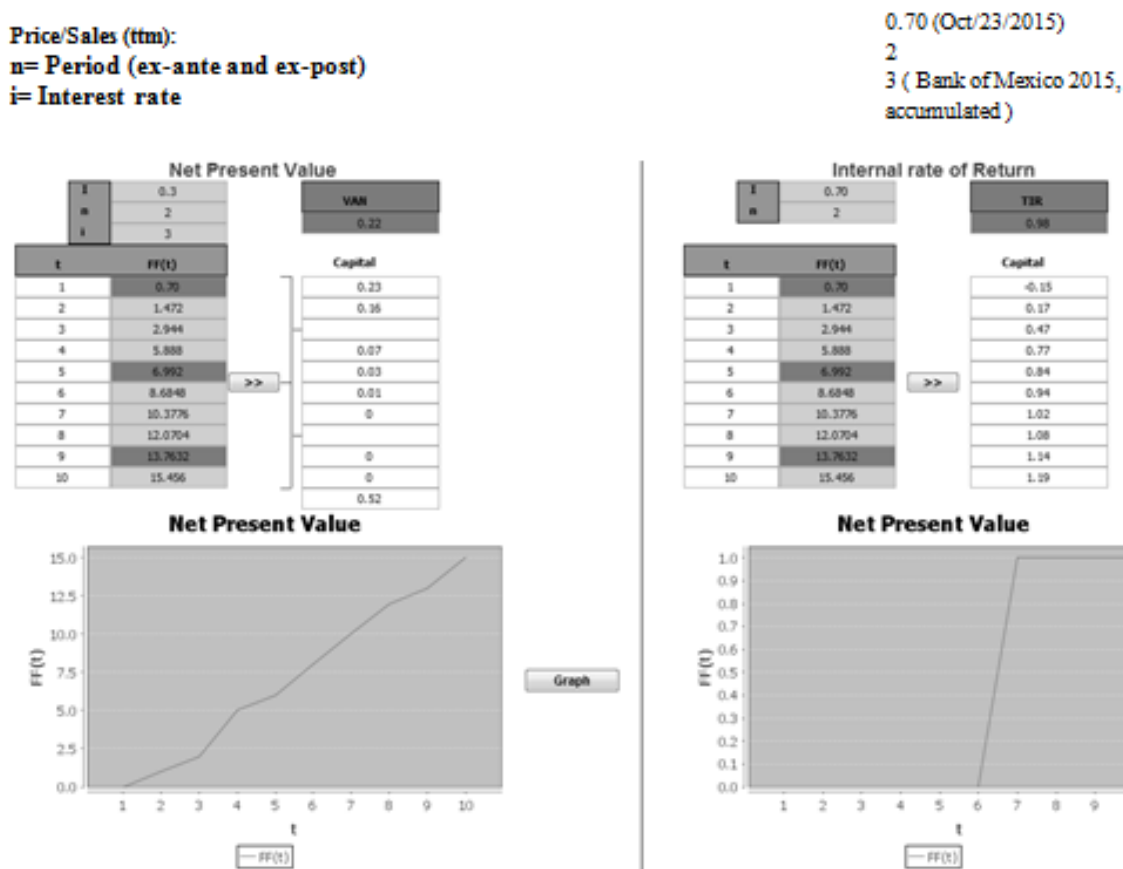 Price/Sales (ttm):
n= Period (ex-ante and ex-post)
i= Interest rate
0.70 (Oct/23/2015)
2
3 ( Bank of Mexico 2015,
accumulated )
Net Present Value
I 0.3
n 2
i 3
VAN
0.22
t FF(t)
1 0.70
2 1.472
3 2.944
4 5.888
5 6.992
6 8.6848
7 10.3776
8 12.0704
9 13.7632
10 15.456
>>
Capital
0.23
0.16
0.07
0.03
0.01
0
0
0
0.52
Net Present Value
15.0
12.5
10.0
7.5
5.0
2.5
0.0
FF(t)
1 2 3 4 5 6 7 8 9 10
t
FF(t)
Graph
Internal rate of Return
I 0.70
n 2
TIR
0.98
t FF(t)
1 0.70
2 1.472
3 2.944
4 5.888
5 6.992
6 8.6848
7 10.3776
8 12.0704
9 13.7632
10 15.456
>>
Capital
-0.15
0.17
0.47
0.77
0.84
0.94
1.02
1.08
1.14
1.19
Net Present Value
1.0
0.9
0.8
0.7
0.6
0.5
0.4
0.3
0.2
0.1
0.0
FF(t)
1 2 3 4 5 6 7 8 9
t
FF(t)